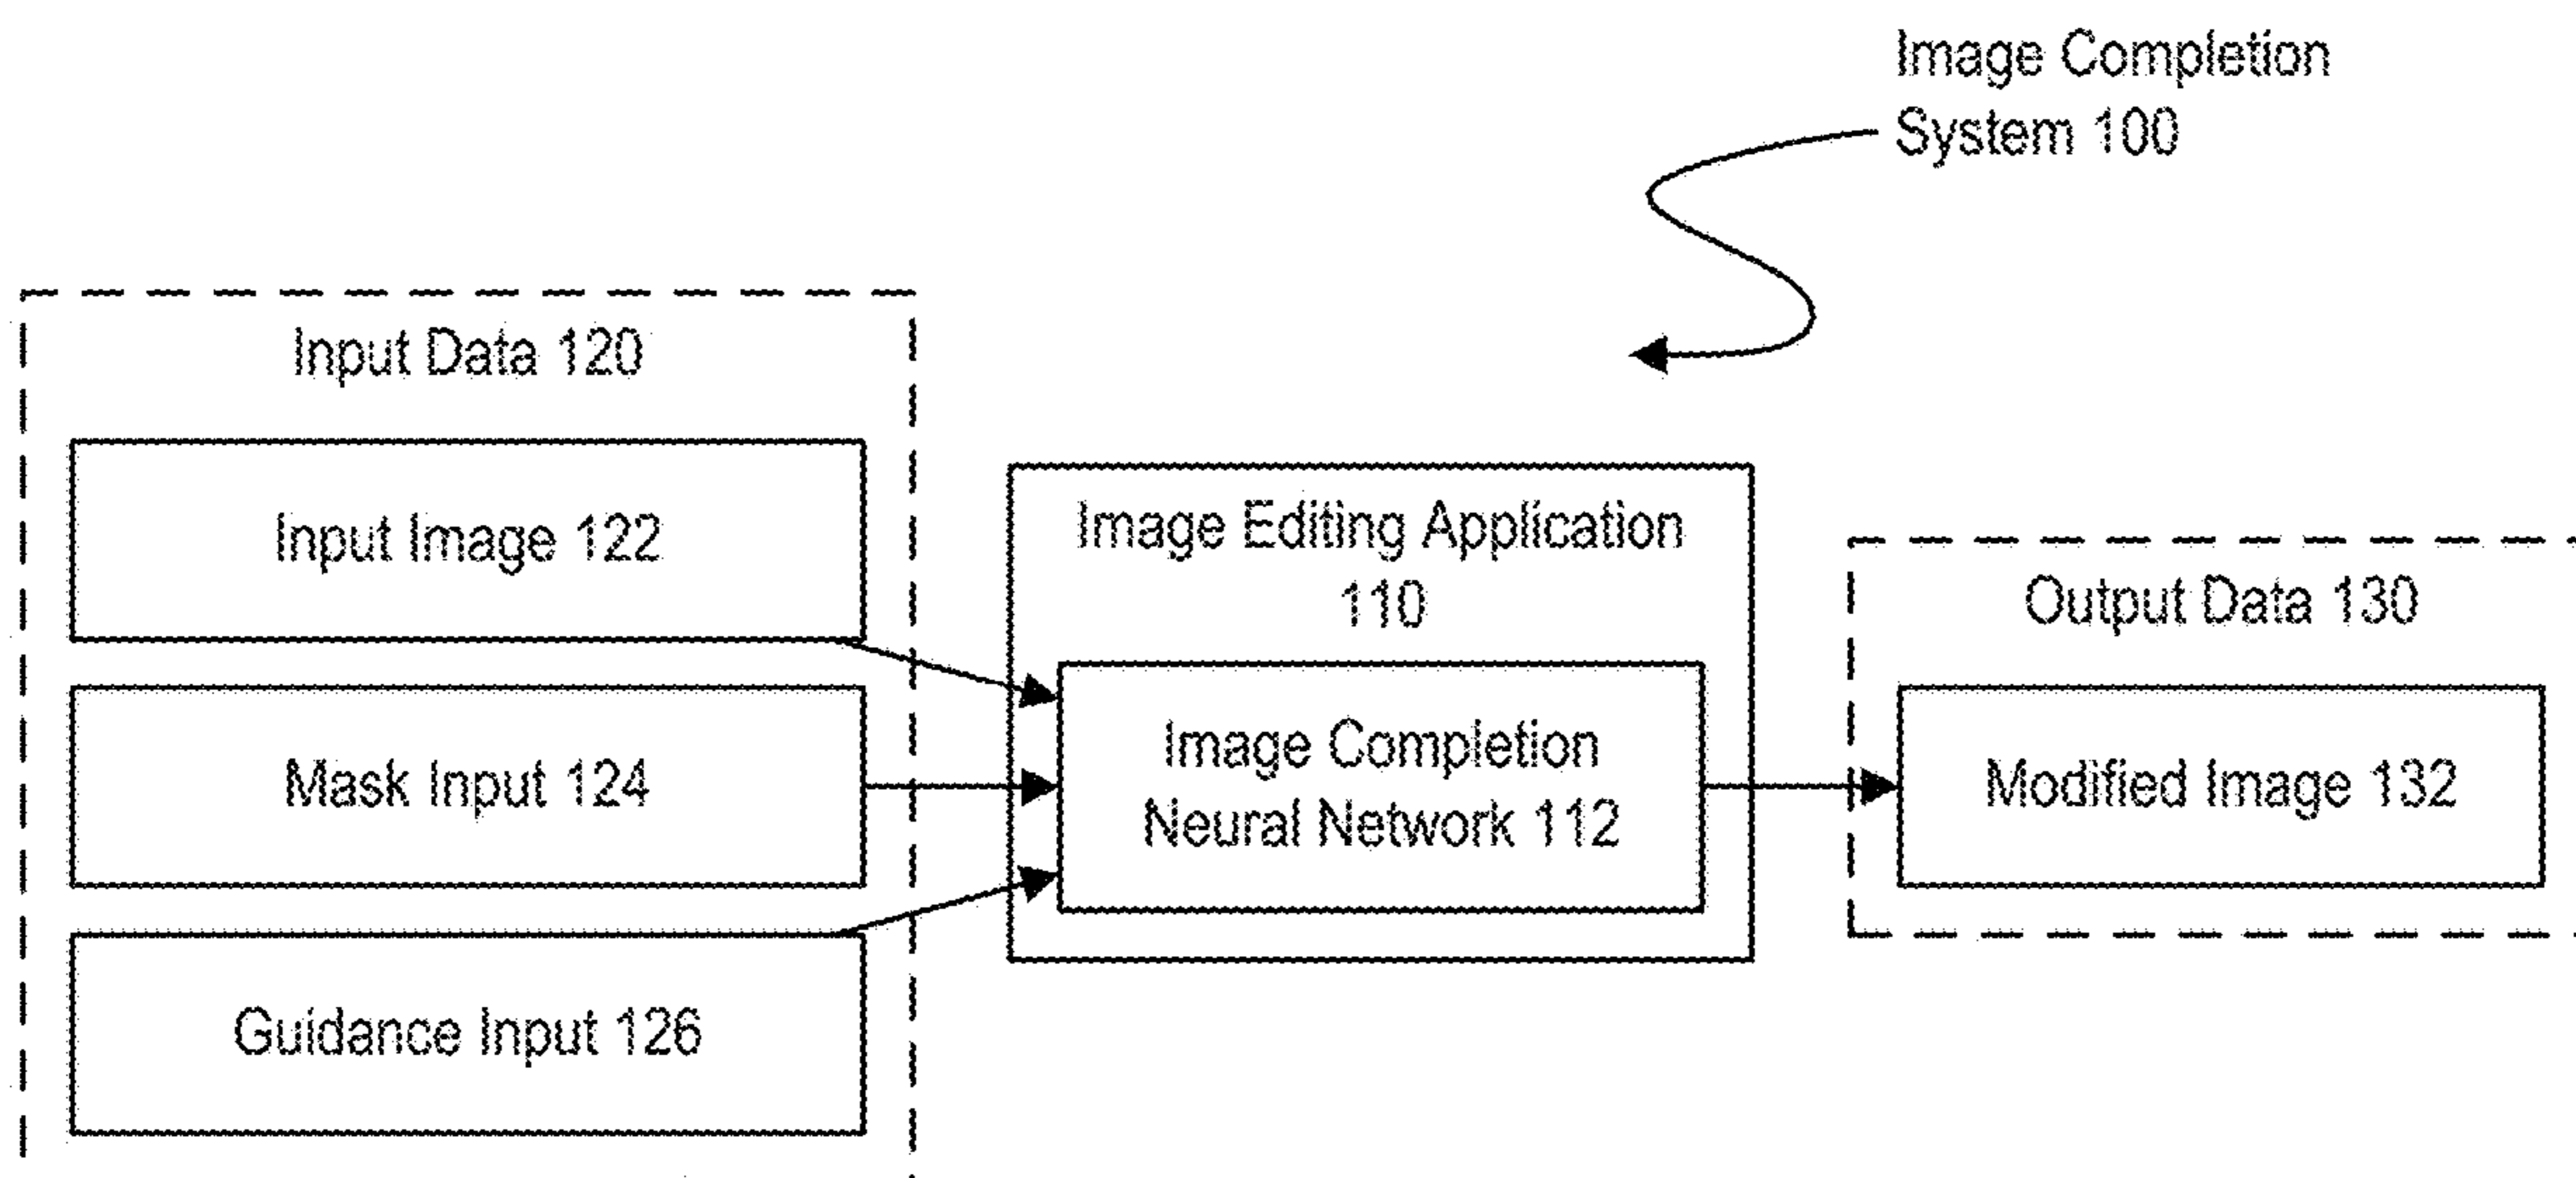 Image Completion
System 100
Input Data 120
Input Image 122
Mask Input 124
Guidance Input 126
Image Editing Application
110
Image Completion
Neural Network 112
Output Data 130
Modified Image 132